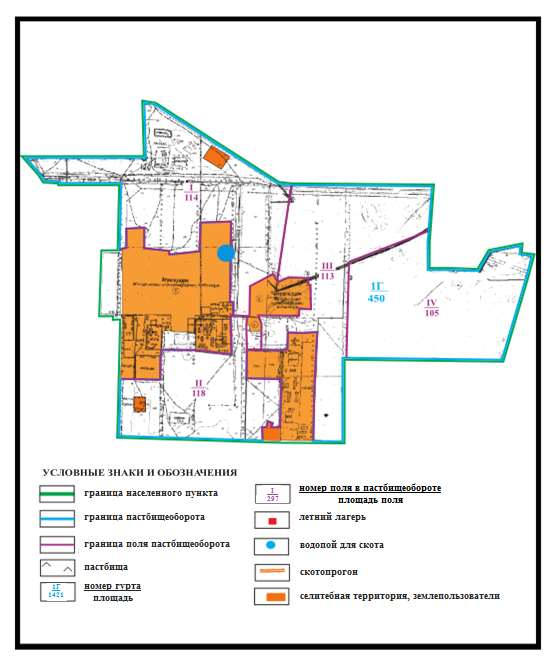 I
114
III
113
1Г
450
IV
105
II
118
УСЛОВНЫЕ ЗНАКИ И ОБОЗНАЧЕНИЯ
граница населенного пункта
граница пастбищеоборота
граница поля пастбищеоборота
пастбища
1Г
1421
номер гурта
площадь
I
297
номер поля в пастбищеобороте
площадь поля
летний лагерь
водопой для скота
скотопрогон
селитебная территория, землепользователи